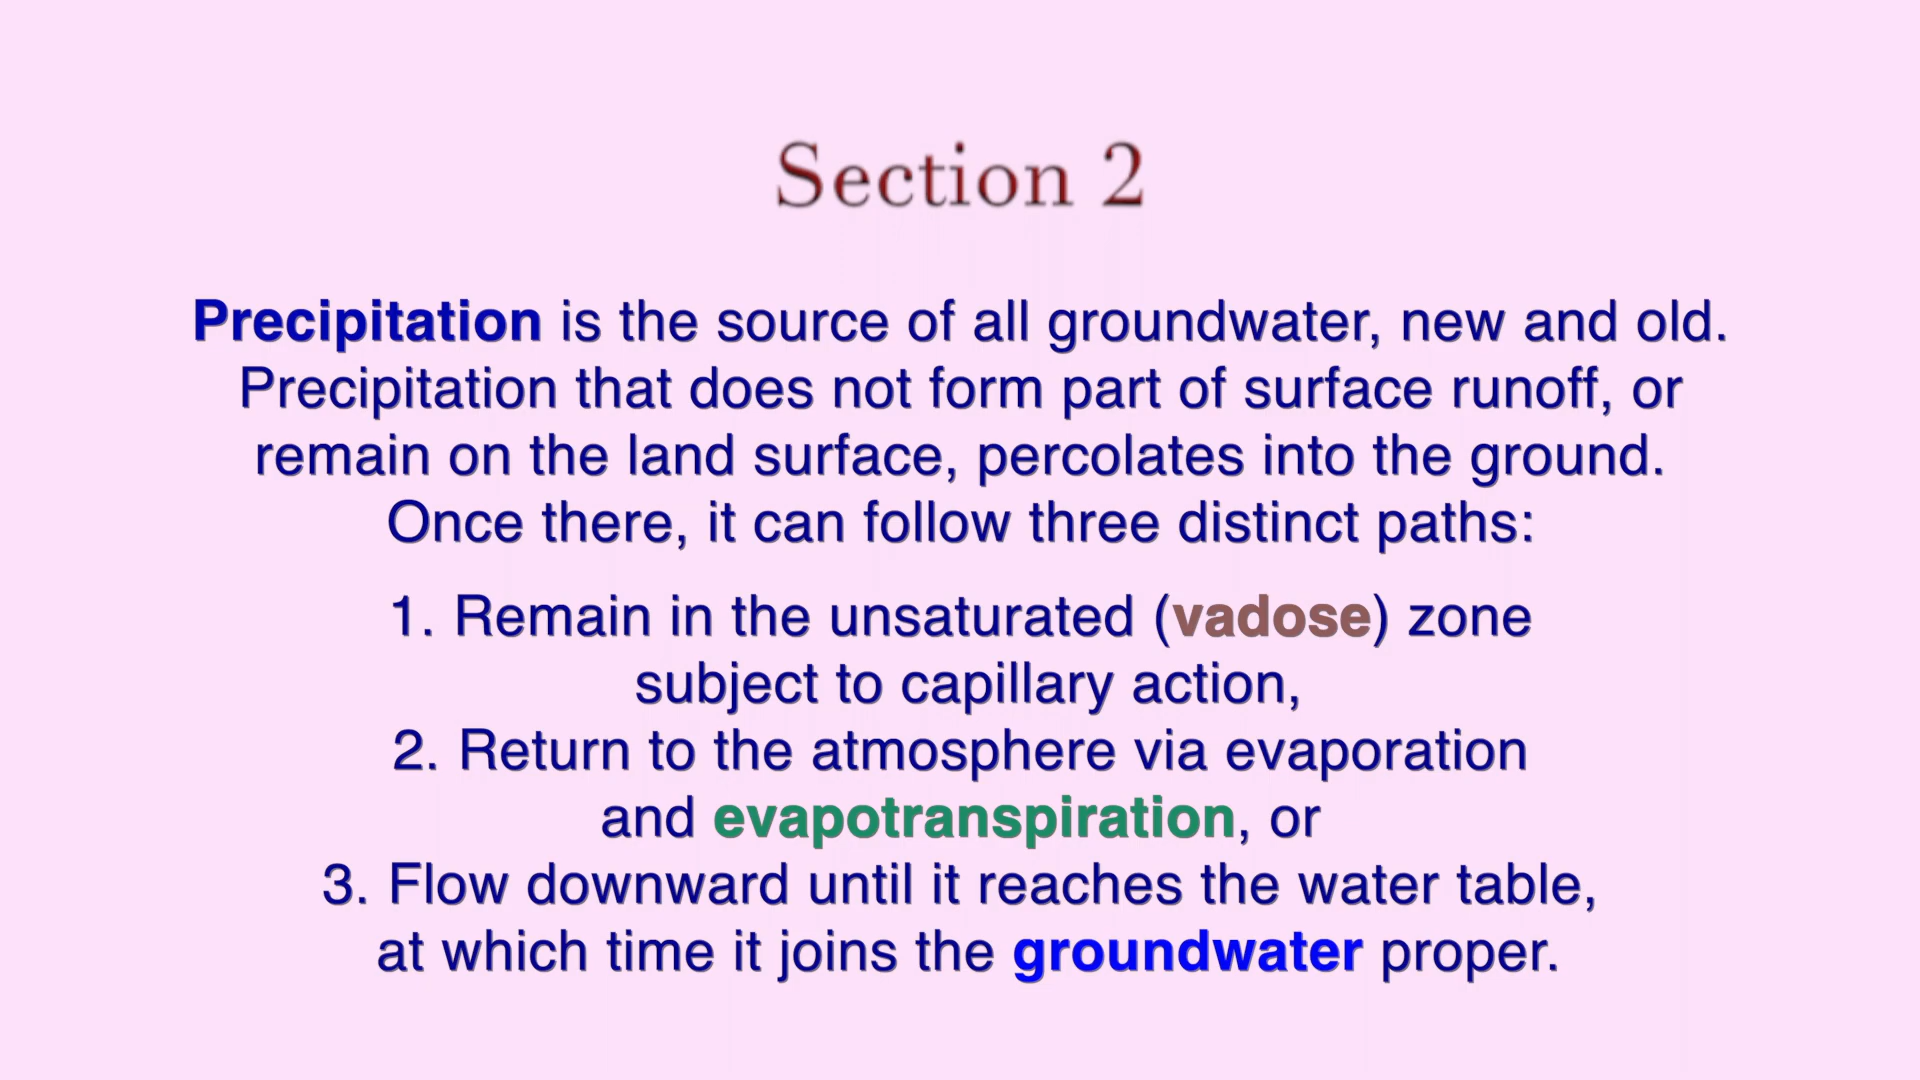 Section 2
Precipitation is the source of all groundwater, new and old.
Precipitation that does not form part of surface runoff, or
remain on the land surface, percolates into the ground.
Once there, it can follow three distinct paths:
1. Remain in the unsaturated (vadose) zone
subject to capillary action,
2. Return to the atmosphere via evaporation
and evapotranspiration, or
3. Flow downward until it reaches the water table,
at which time it joins the groundwater proper.